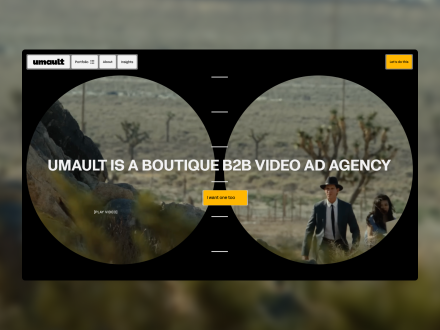 umault
Portfolio
about
insights
Let's do this
UMAULT IS A BOUTIQUE B2B VIDEO AD AGENCY
I want one too
[PLAY VIDEO]